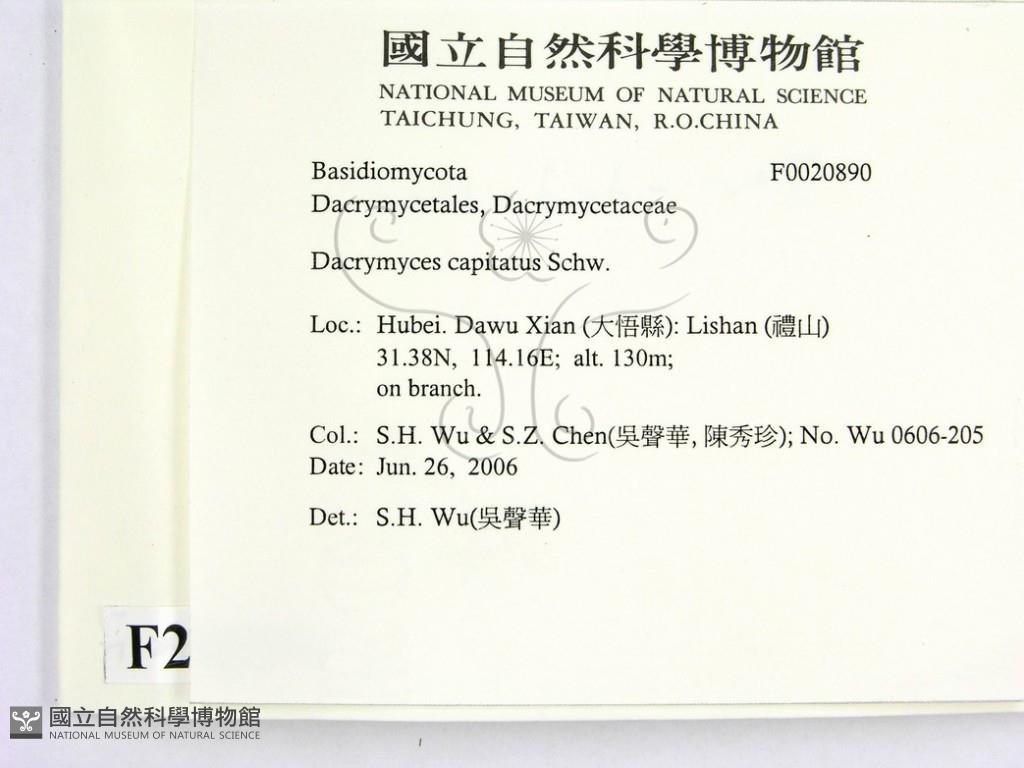 國立自然科學博物館
NATIONAL MUSEUM OF NATURAL SCIENCE
TAICHUNG, TAIWAN, R.O.CHINA
Basidiomycota F0020890
Dacrymycetales, Dacrymycetaceae
Dacrymyces capitatus Schw.
Loc.: Hubei. Dawu Xian (大悟縣): Lishan (禮山)
31.38N, 114.16E; alt. 130m;
on branch.
Col.: S.H. Wu & S.Z. Chen(吳聲華, 陳秀珍); No. Wu 0606-205
Date: Jun. 26, 2006
Det.: S.H. Wu(吳聲華)
F2
國立自然科學博物館
NATIONAL MUSEUM OF NATURAL SCIENCE